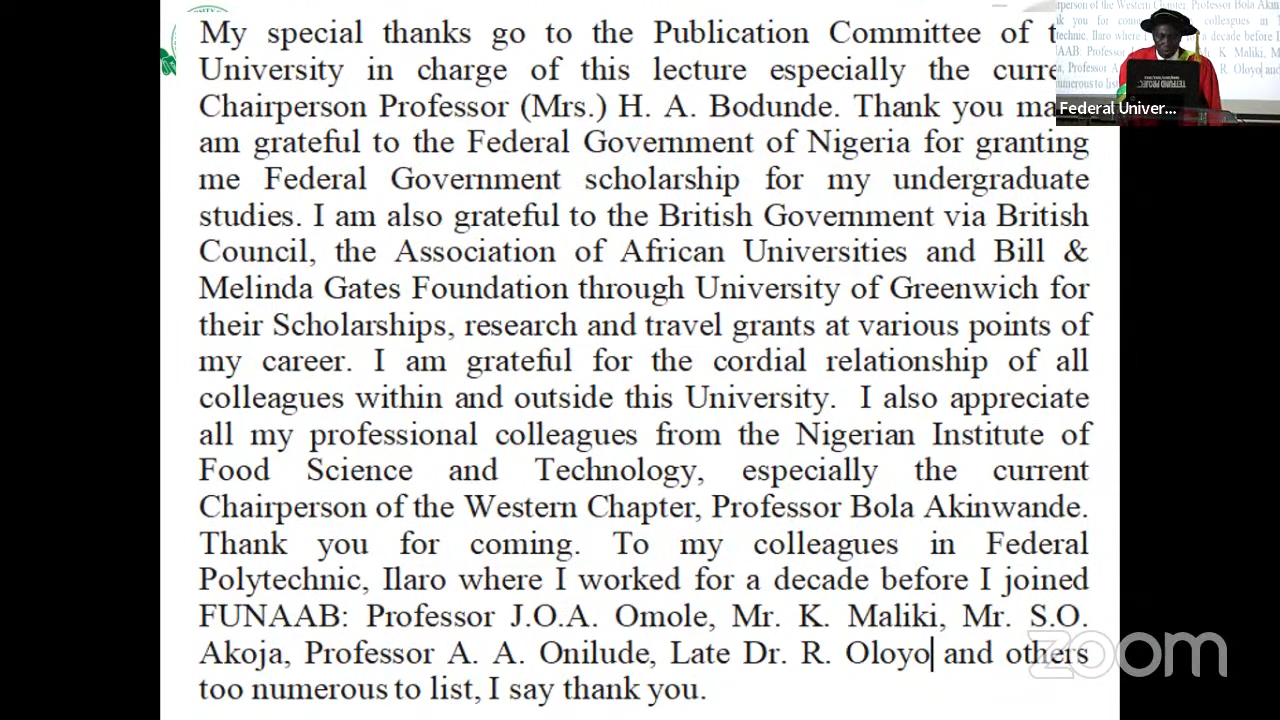 My special thanks go to the Publication Committee of t
University in charge of this lecture especially the curre
Chairperson Professor (Mrs.) H. A. Bodunde. Thank you ma
am grateful to the Federal Government of Nigeria for granting
me Federal Government scholarship for my undergraduate
studies. I am also grateful to the British Government via British
Council, the Association of African Universities and Bill &
Melinda Gates Foundation through University of Greenwich for
their Scholarships, research and travel grants at various points of
my career. I am grateful for the cordial relationship of all
colleagues within and outside this University. I also appreciate
all my professional colleagues from the Nigerian Institute of
Food Science and Technology, especially the current
Chairperson of the Western Chapter, Professor Bola Akinwande.
Thank you for coming. To my colleagues in Federal
Polytechnic, Ilaro where I worked for a decade before I joined
FUNAAB: Professor J.O.A. Omole, Mr. K. Maliki, Mr. S.O.
Akoja, Professor A. A. Onilude, Late Dr. R. Oloyo and others
too numerous to list, I say thank you.
Federal Univer...
zoom